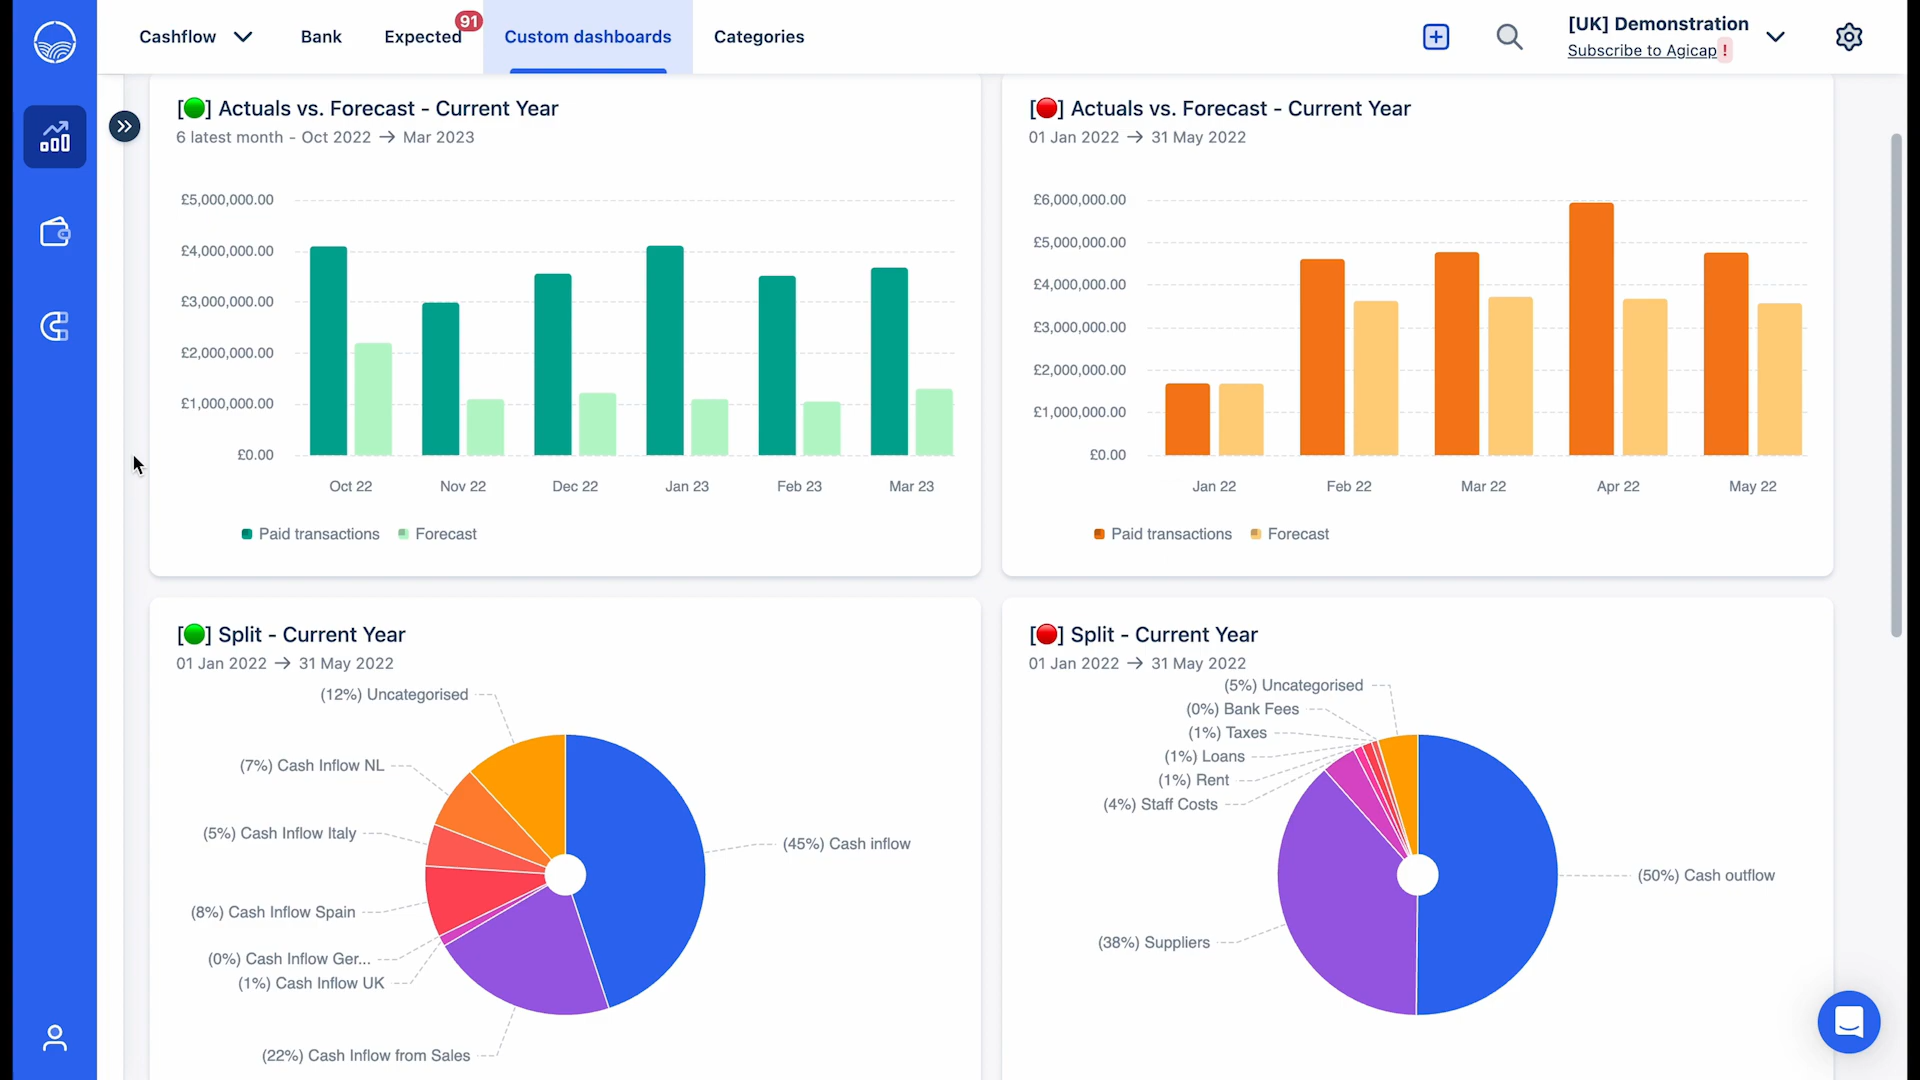 Cashflow
Bank
Expected
91
Custom dashboards
Categories
[UK] Demonstration
Subscribe to Agicap !
[🟢] Actuals vs. Forecast - Current Year
6 latest month - Oct 2022 → Mar 2023
£5,000,000.00
£4,000,000.00
£3,000,000.00
£2,000,000.00
£1,000,000.00
£0.00
Oct 22 Nov 22 Dec 22 Jan 23 Feb 23 Mar 23
Paid transactions Forecast
[🔴] Actuals vs. Forecast - Current Year
01 Jan 2022 → 31 May 2022
£6,000,000.00
£5,000,000.00
£4,000,000.00
£3,000,000.00
£2,000,000.00
£1,000,000.00
£0.00
Jan 22 Feb 22 Mar 22 Apr 22 May 22
Paid transactions Forecast
[🟢] Split - Current Year
01 Jan 2022 → 31 May 2022
(12%) Uncategorised
(7%) Cash Inflow NL
(5%) Cash Inflow Italy
(45%) Cash inflow
(8%) Cash Inflow Spain
(0%) Cash Inflow Ger...
(1%) Cash Inflow UK
(22%) Cash Inflow from Sales
[🔴] Split - Current Year
01 Jan 2022 → 31 May 2022
(5%) Uncategorised
(0%) Bank Fees
(1%) Taxes
(1%) Loans
(1%) Rent
(4%) Staff Costs
(50%) Cash outflow
(38%) Suppliers